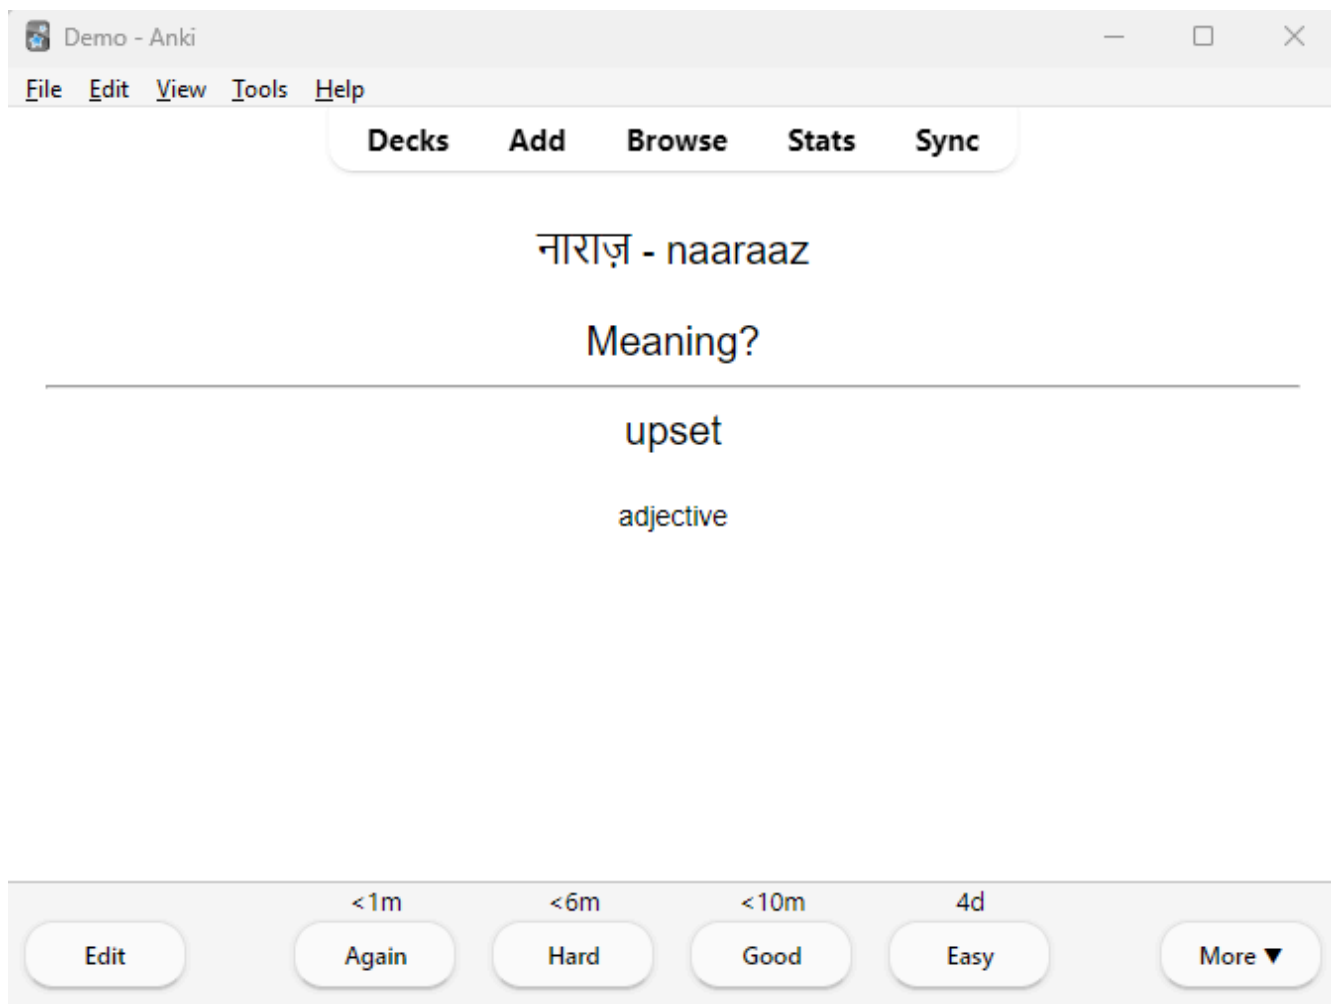 Demo - Anki
File Edit View Tools Help
Decks Add Browse Stats Sync
नाराज़ - naaraaz
Meaning?
upset
adjective
<1m <6m <10m 4d
Edit Again Hard Good Easy More ▼